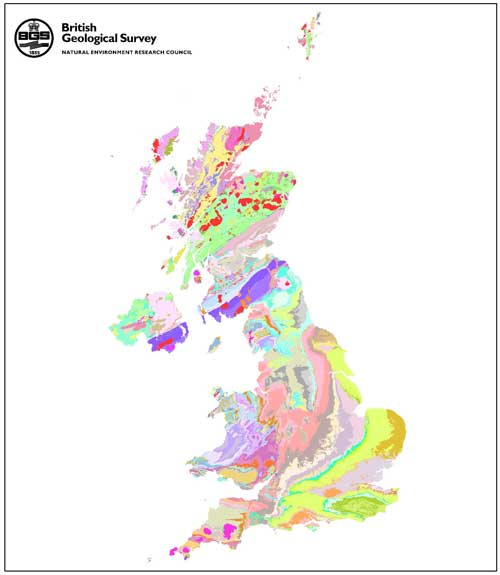 BGS
1835
British
Geological Survey
NATURAL ENVIRONMENT RESEARCH COUNCIL